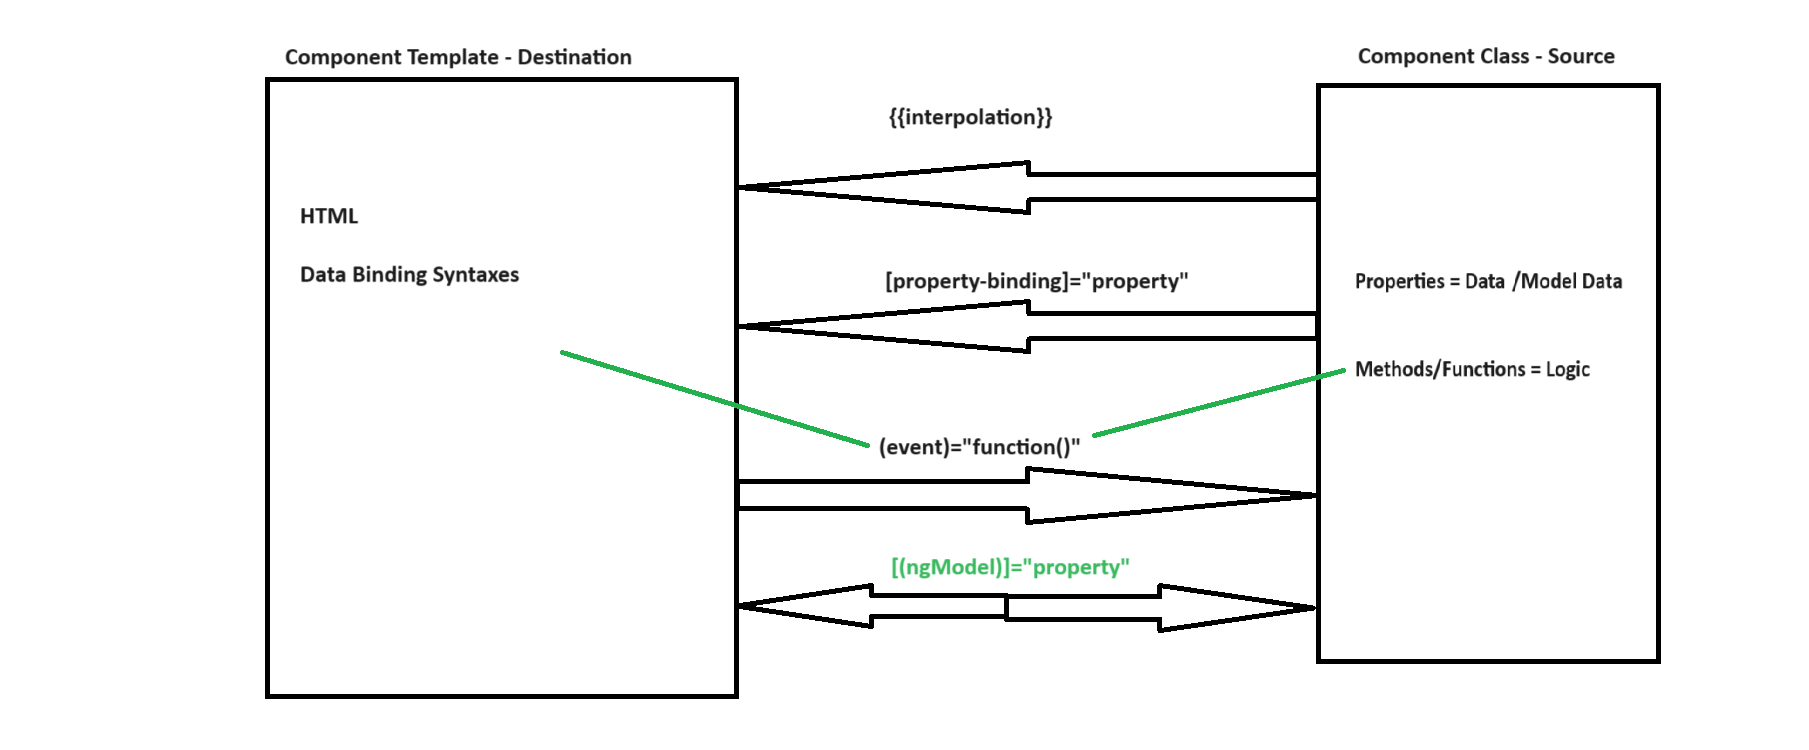 Component Template - Destination
Component Class - Source
{{interpolation}}
HTML
Data Binding Syntaxes
[property-binding]="property"
Properties = Data /Model Data
Methods/Functions = Logic
(event)="function()"
[(ngModel)]="property"